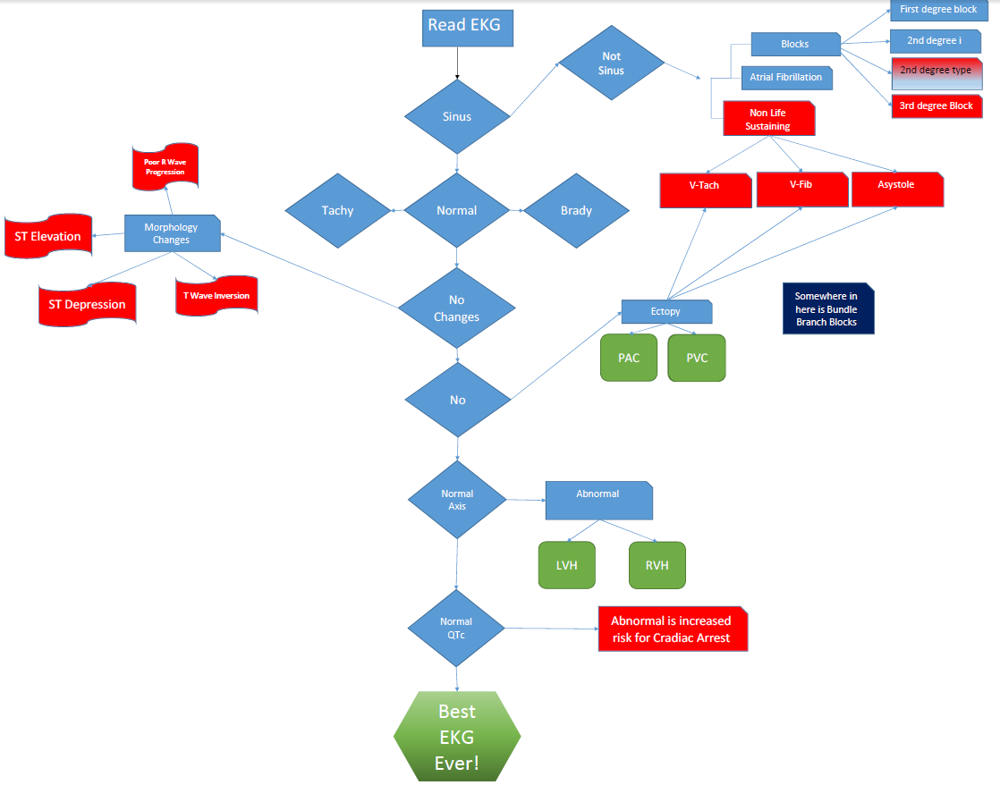 Read EKG
First degree block
Not
Sinus
Blocks
2nd degree i
Atrial Fibrillation
2nd degree type
Sinus
Non Life
Sustaining
3rd degree Block
Poor R Wave
Progression
V-Tach
V-Fib
Asystole
Tachy
Normal
Brady
Morphology
Changes
ST Elevation
No
Changes
T Wave Inversion
ST Depression
Ectopy
Somewhere in
here is Bundle
Branch Blocks
PAC
PVC
No
Normal
Axis
Abnormal
LVH
RVH
Normal
QTc
Abnormal is increased
risk for Cradiac Arrest
Best
EKG
Ever!